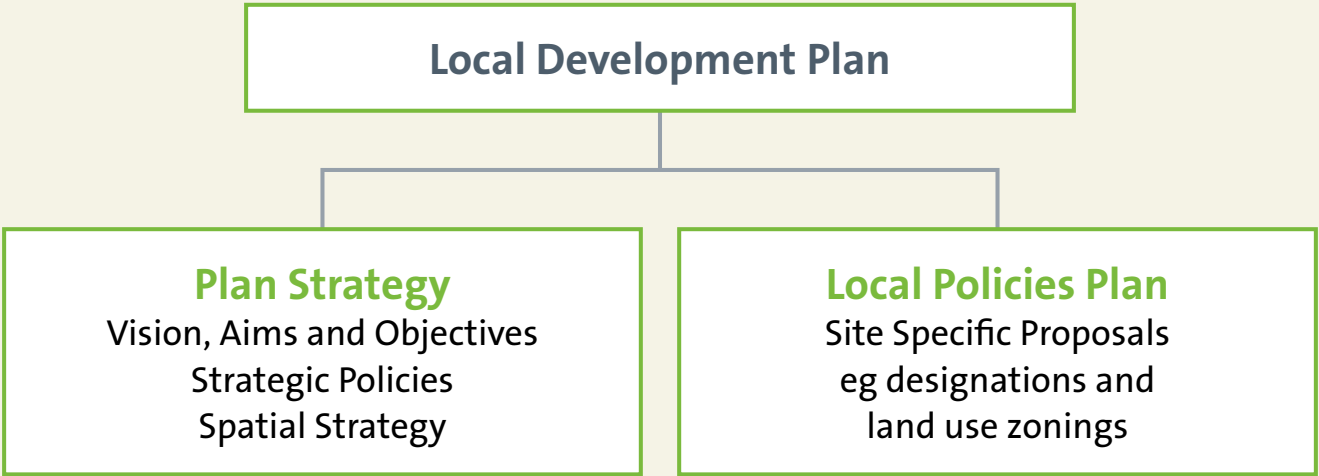 Local Development Plan
Plan Strategy
Vision, Aims and Objectives
Strategic Policies
Spatial Strategy
Local Policies Plan
Site Specific Proposals
eg designations and
land use zonings